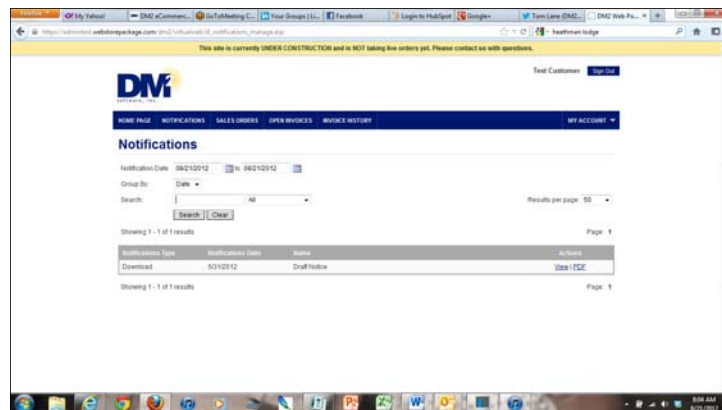 My Yahoo!
DM2 eCommerc...
GoToMeeting C...
Your Groups | Li...
Facebook
Login to HubSpot
Google+
Tom Lane (DM2...
DM2 Web Po...
heathman lodge
This site is currently UNDER CONSTRUCTION and is NOT taking live orders yet. Please contact us with questions.
Test Customer Sign Out
DMi
software, inc.
HOME PAGE NOTIFICATIONS SALES ORDERS OPEN INVOICES INVOICE HISTORY MY ACCOUNT
Notifications
Notification Date to 08/21/2012
Group By: Date
Search: All Results per page 50
Search Clear
Showing 1 - 1 of 1 results Page: 1
Notifications Type Notifications Date Name Actions
Download 5/31/2012 Draft Notice View | PDF
Showing 1 - 1 of 1 results Page: 1
8:04 AM
8/21/2012